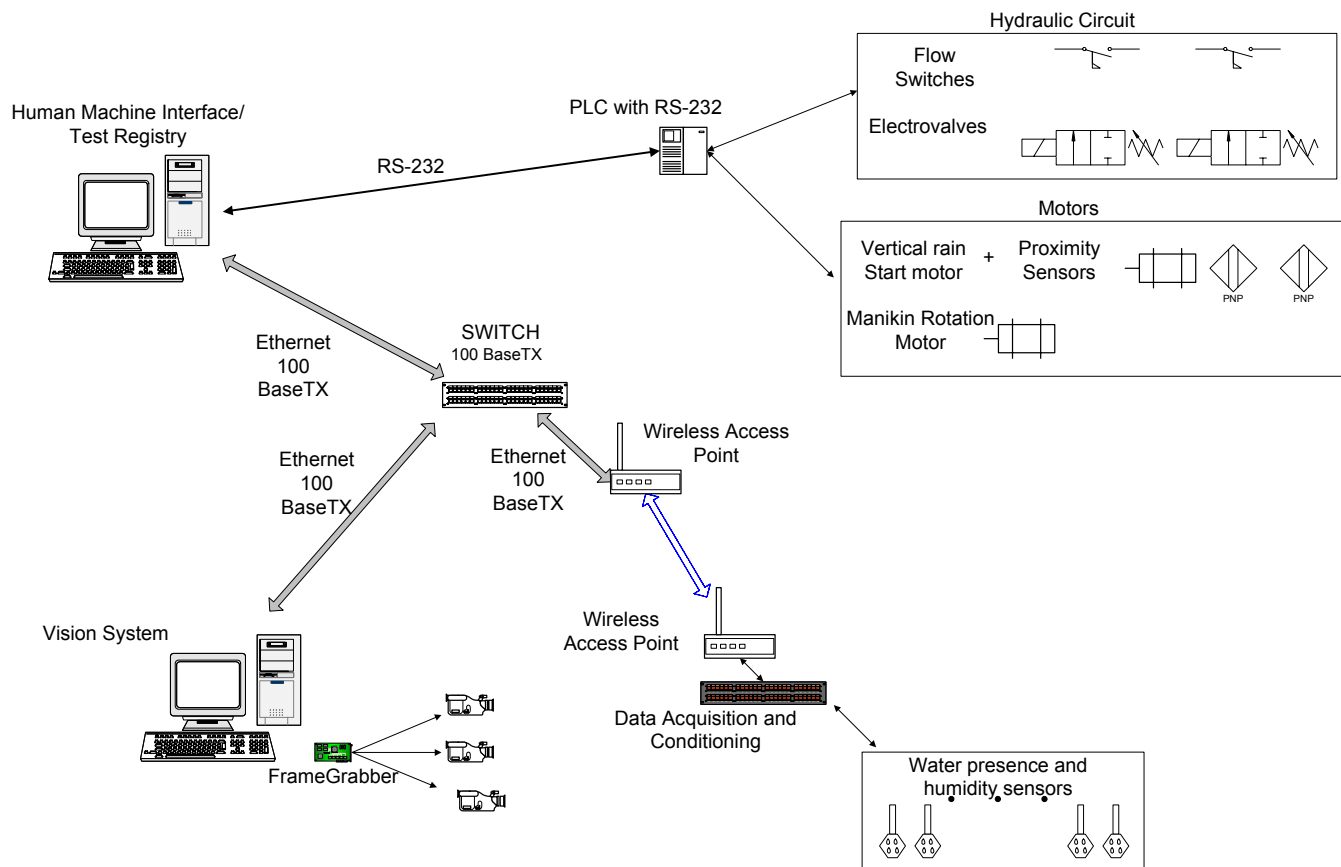 Hydraulic Circuit
Flow
Switches
Electrovalves
PLC with RS-232
Human Machine Interface/
Test Registry
RS-232
Motors
Vertical rain
Start motor
+
Proximity
Sensors
PNP
PNP
Manikin Rotation
Motor
SWITCH
100 BaseTX
Ethernet
100
BaseTX
Ethernet
100
BaseTX
Ethernet
100
BaseTX
Wireless Access
Point
Wireless
Access Point
Vision System
FrameGrabber
Data Acquisition and
Conditioning
Water presence and
humidity sensors